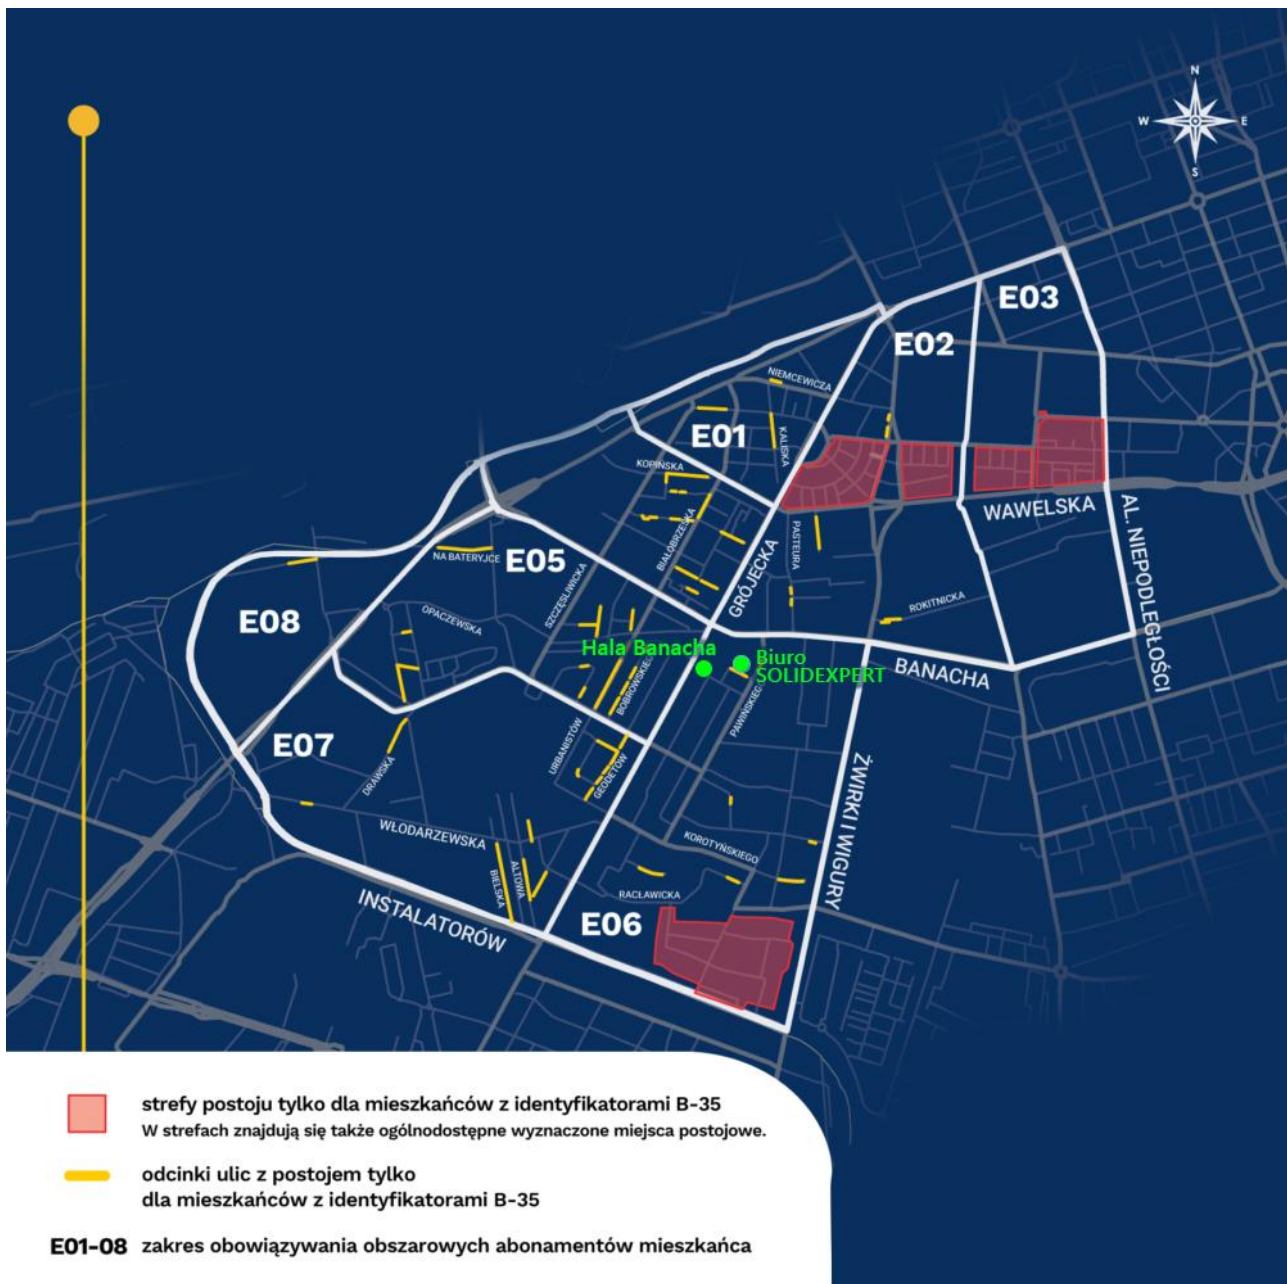 N
W E
S
E03
E02
NIEMCEWICZA
E01
KALISKA
KOPIŃSKA
WAWELSKA
AL. NIEPODLEGŁOŚCI
BIAŁOBRZESKA
PASTEURA
GRÓJECKA
NA BATERYJCE
E05
SZCZĘŚLIWICKA
ROKITNICKA
OPACZEWSKA
E08
Hala Banacha
Biuro
SOLIDEXPERT
BANACHA
BOBROWSKIE
PAWIŃSKIEG
URBANISTÓW
E07
GEODETÓW
DRAWSKA
ŻWIRKI I WIGURY
WŁODARZEWSKA
KOROTYŃSKIEGO
BIELSKA
ALTOWA
RACŁAWICKA
INSTALATORÓW
E06
strefy postoju tylko dla mieszkańców z identyfikatorami B-35
W strefach znajdują się także ogólnodostępne wyznaczone miejsca postojowe.
odcinki ulic z postojem tylko
dla mieszkańców z identyfikatorami B-35
E01-08 zakres obowiązywania obszarowych abonamentów mieszkańca